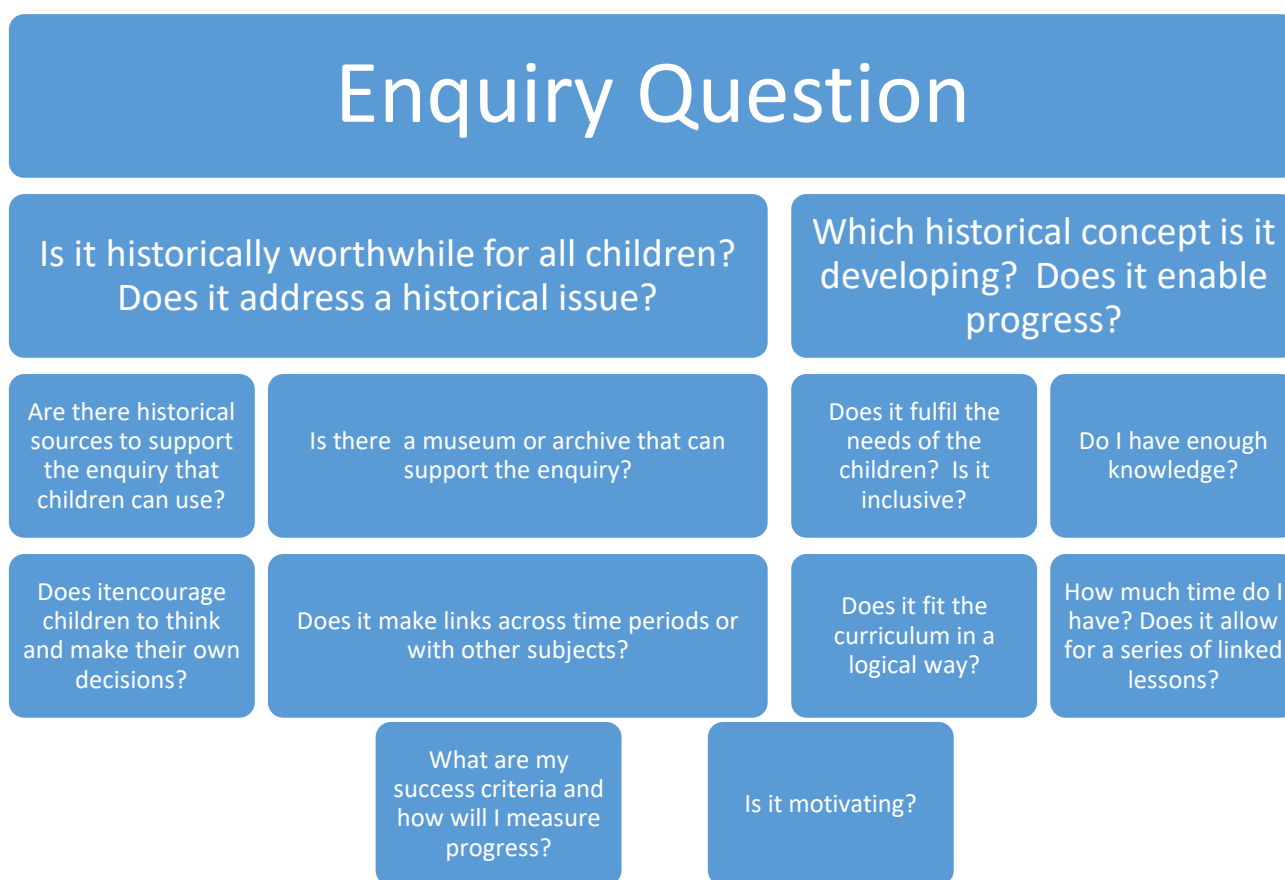 Enquiry Question
Is it historically worthwhile for all children?
Does it address a historical issue?
Which historical concept is it
developing?  Does it enable
progress?
Are there historical
sources to support
the enquiry that
children can use?
Is there  a museum or archive that can
support the enquiry?
Does it fulfil the
needs of the
children?  Is it
inclusive?
Do I have enough
knowledge?
Does itencourage
children to think
and make their own
decisions?
Does it make links across time periods or
with other subjects?
Does it fit the
curriculum in a
logical way?
How much time do I
have? Does it allow
for a series of linked
lessons?
What are my
success criteria and
how will I measure
progress?
Is it motivating?